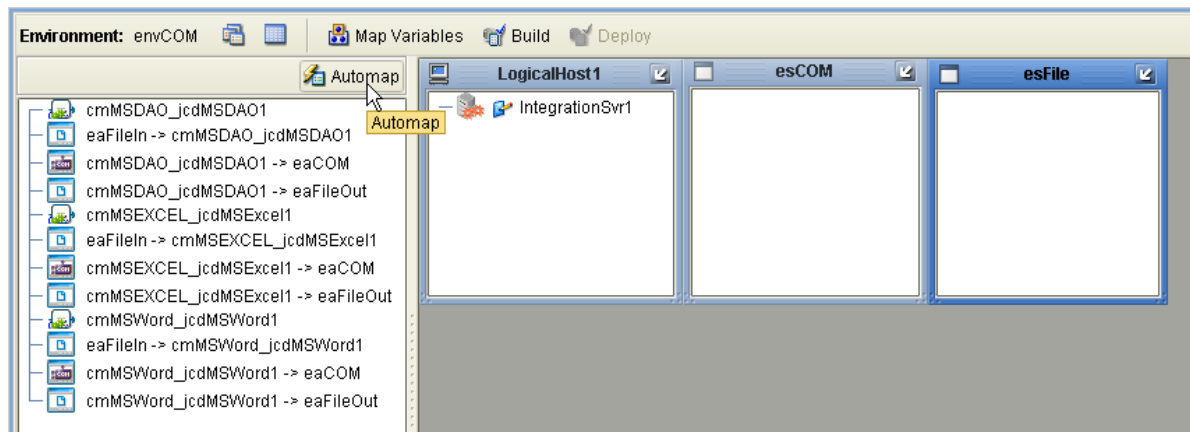 Environment: envCOM Map Variables Build Deploy
Automap
LogicalHost1 esCOM esFile
cmMSDAO_jcdMSDAO1
IntegrationSvr1
Automap
eaFileIn -> cmMSDAO_jcdMSDAO1
cmMSDAO_jcdMSDAO1 -> eaCOM
cmMSDAO_jcdMSDAO1 -> eaFileOut
cmMSEXCEL_jcdMSExcel1
eaFileIn -> cmMSEXCEL_jcdMSExcel1
cmMSEXCEL_jcdMSExcel1 -> eaCOM
cmMSEXCEL_jcdMSExcel1 -> eaFileOut
cmMSWord_jcdMSWord1
eaFileIn -> cmMSWord_jcdMSWord1
cmMSWord_jcdMSWord1 -> eaCOM
cmMSWord_jcdMSWord1 -> eaFileOut